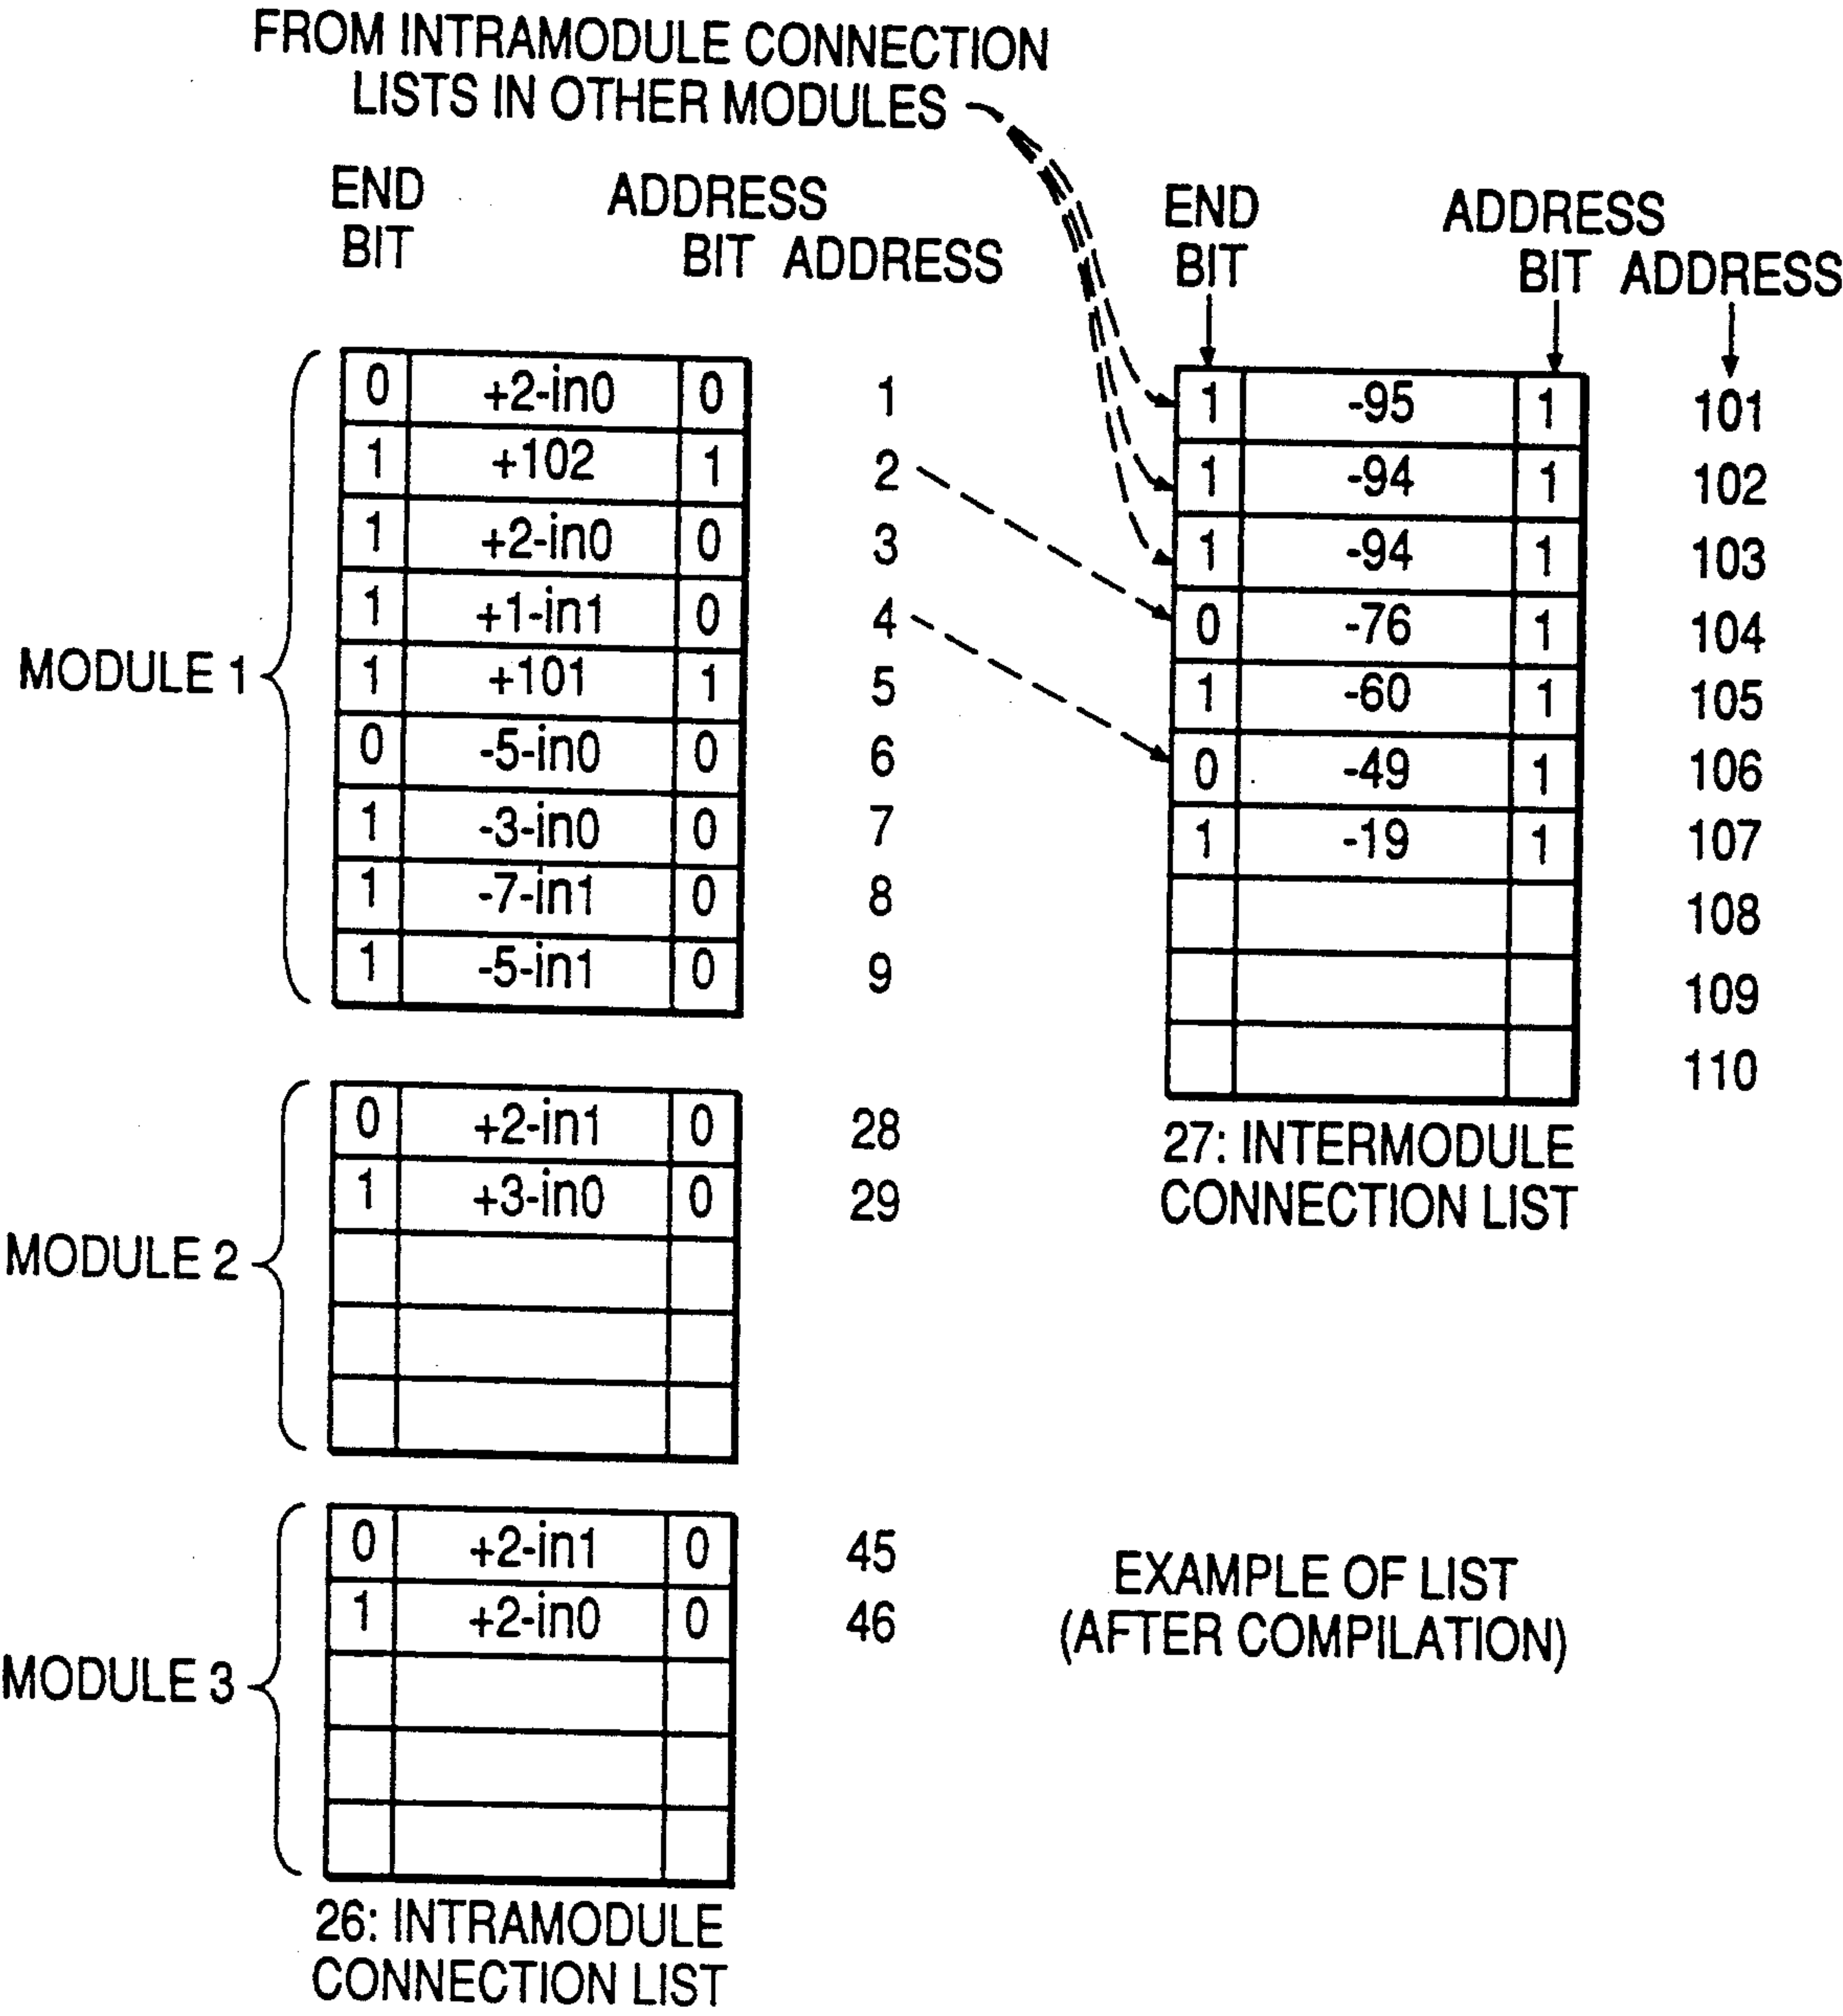 FROM INTRAMODULE CONNECTION
LISTS IN OTHER MODULES
END
BIT
ADDRESS
BIT ADDRESS
END
BIT
ADDRESS
BIT ADDRESS
MODULE 1
0 +2-in0 0 1
1 +102 1 2
1 +2-in0 0 3
1 +1-in1 0 4
1 +101 1 5
0 -5-in0 0 6
1 -3-in0 0 7
1 -7-in1 0 8
1 -5-in1 0 9
1 -95 1 101
1 -94 1 102
1 -94 1 103
0 -76 1 104
1 -60 1 105
0 -49 1 106
1 -19 1 107
108
109
110
27: INTERMODULE
CONNECTION LIST
MODULE 2
0 +2-in1 0 28
1 +3-in0 0 29
MODULE 3
0 +2-in1 0 45
1 +2-in0 0 46
EXAMPLE OF LIST
(AFTER COMPILATION)
26: INTRAMODULE
CONNECTION LIST